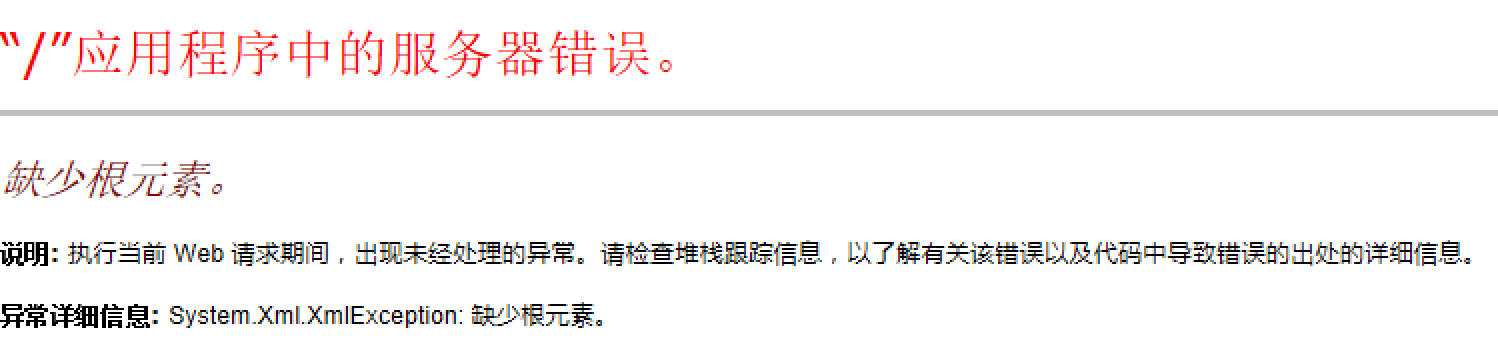 “/”应用程序中的服务器错误。
缺少根元素。
说明: 执行当前 Web 请求期间，出现未经处理的异常。请检查堆栈跟踪信息，以了解有关该错误以及代码中导致错误的出处的详细信息。
异常详细信息: System.Xml.XmlException: 缺少根元素。